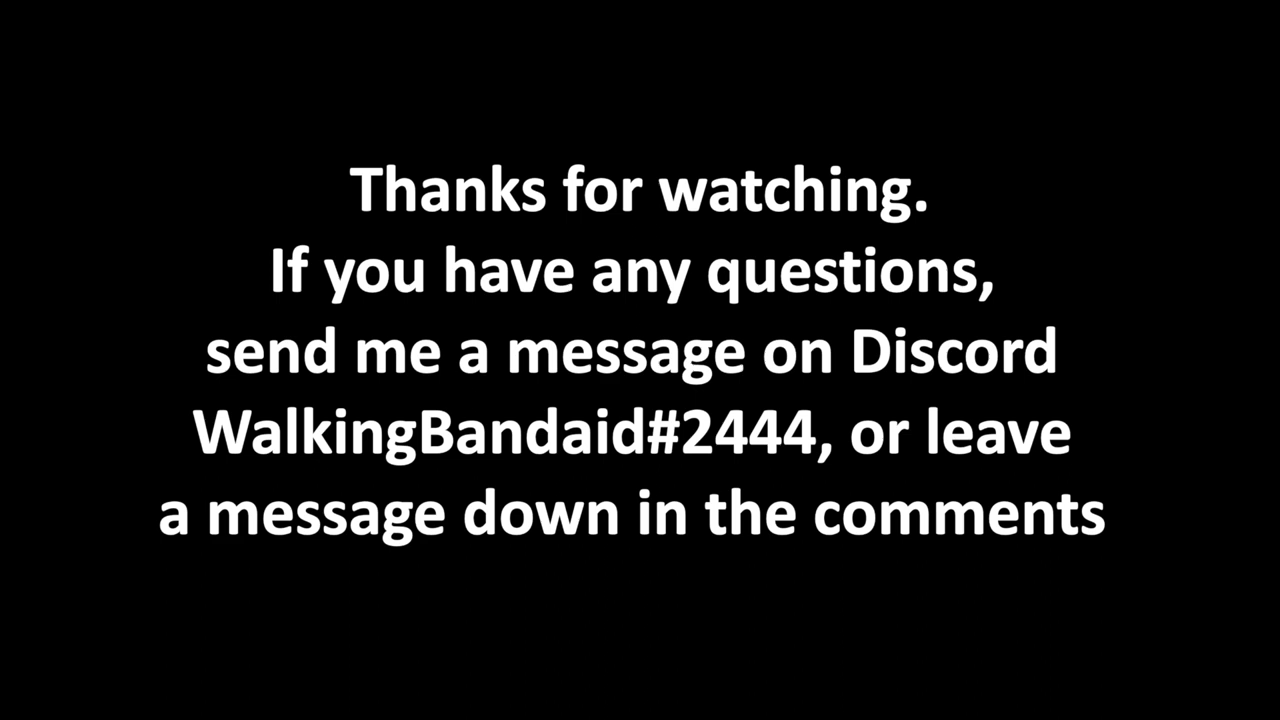 Thanks for watching.
If you have any questions,
send me a message on Discord
WalkingBandaid#2444, or leave
a message down in the comments